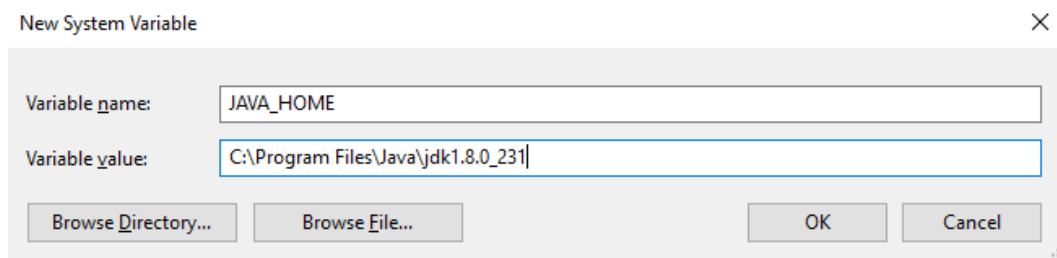 New System Variable
Variable name: JAVA_HOME
Variable value: C:\Program Files\Java\jdk1.8.0_231
Browse Directory... Browse File... OK Cancel